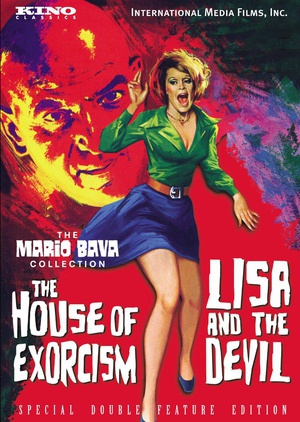 KINO
CLASSICS
INTERNATIONAL MEDIA FILMS, INC.
THE
MARIO BAVA
COLLECTION
THE
HOUSE OF
EXORCISM
LISA
AND THE
DEVIL
SPECIAL DOUBLE FEATURE EDITION